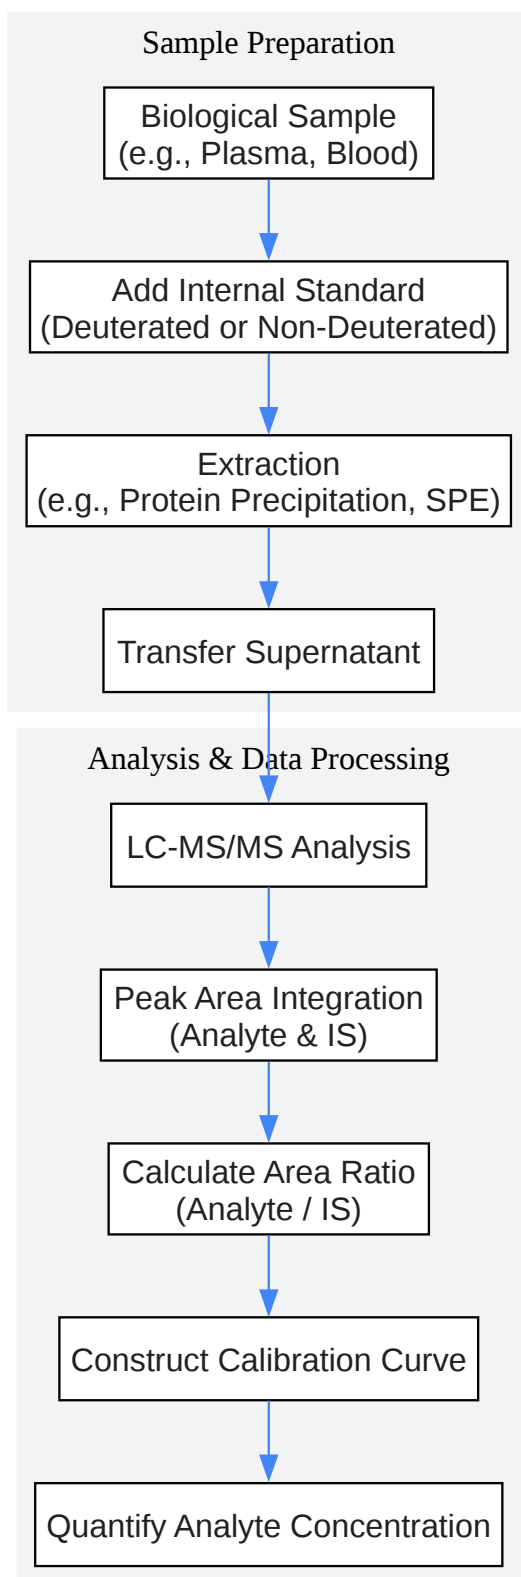 Sample Preparation
Biological Sample
(e.g., Plasma, Blood)
Add Internal Standard
(Deuterated or Non-Deuterated)
Extraction
(e.g., Protein Precipitation, SPE)
Transfer Supernatant
Analysis & Data Processing
LC-MS/MS Analysis
Peak Area Integration
(Analyte & IS)
Calculate Area Ratio
(Analyte / IS)
Construct Calibration Curve
Quantify Analyte Concentration